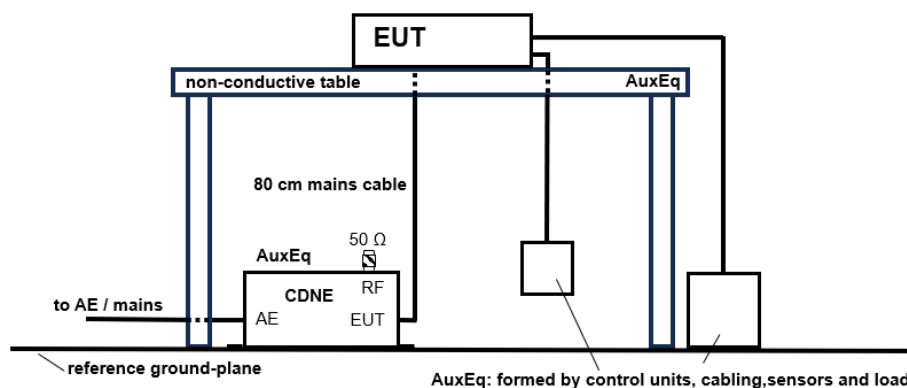 EUT
non-conductive table
AuxEq
80 cm mains cable
50 Ω
AuxEq
RF
CDNE
to AE / mains
AE
EUT
reference ground-plane
AuxEq: formed by control units, cabling,sensors and load